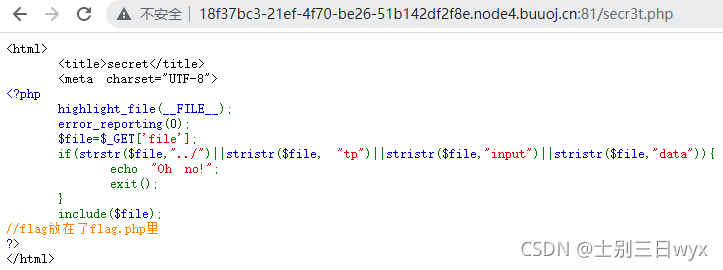 不安全 | 18f37bc3-21ef-4f70-be26-51b142df2f8e.node4.buuoj.cn:81/secr3t.php
<html>
<title>secret</title>
<meta charset="UTF-8">
<?php
highlight_file(__FILE__);
error_reporting(0);
$file=$_GET['file'];
if(strstr($file,"../")||stristr($file, "tp")||stristr($file,"input")||stristr($file,"data")){
echo "Oh no!";
exit();
}
include($file);
//flag放在了flag.php里
?>
</html>
CSDN @士别三日wyx